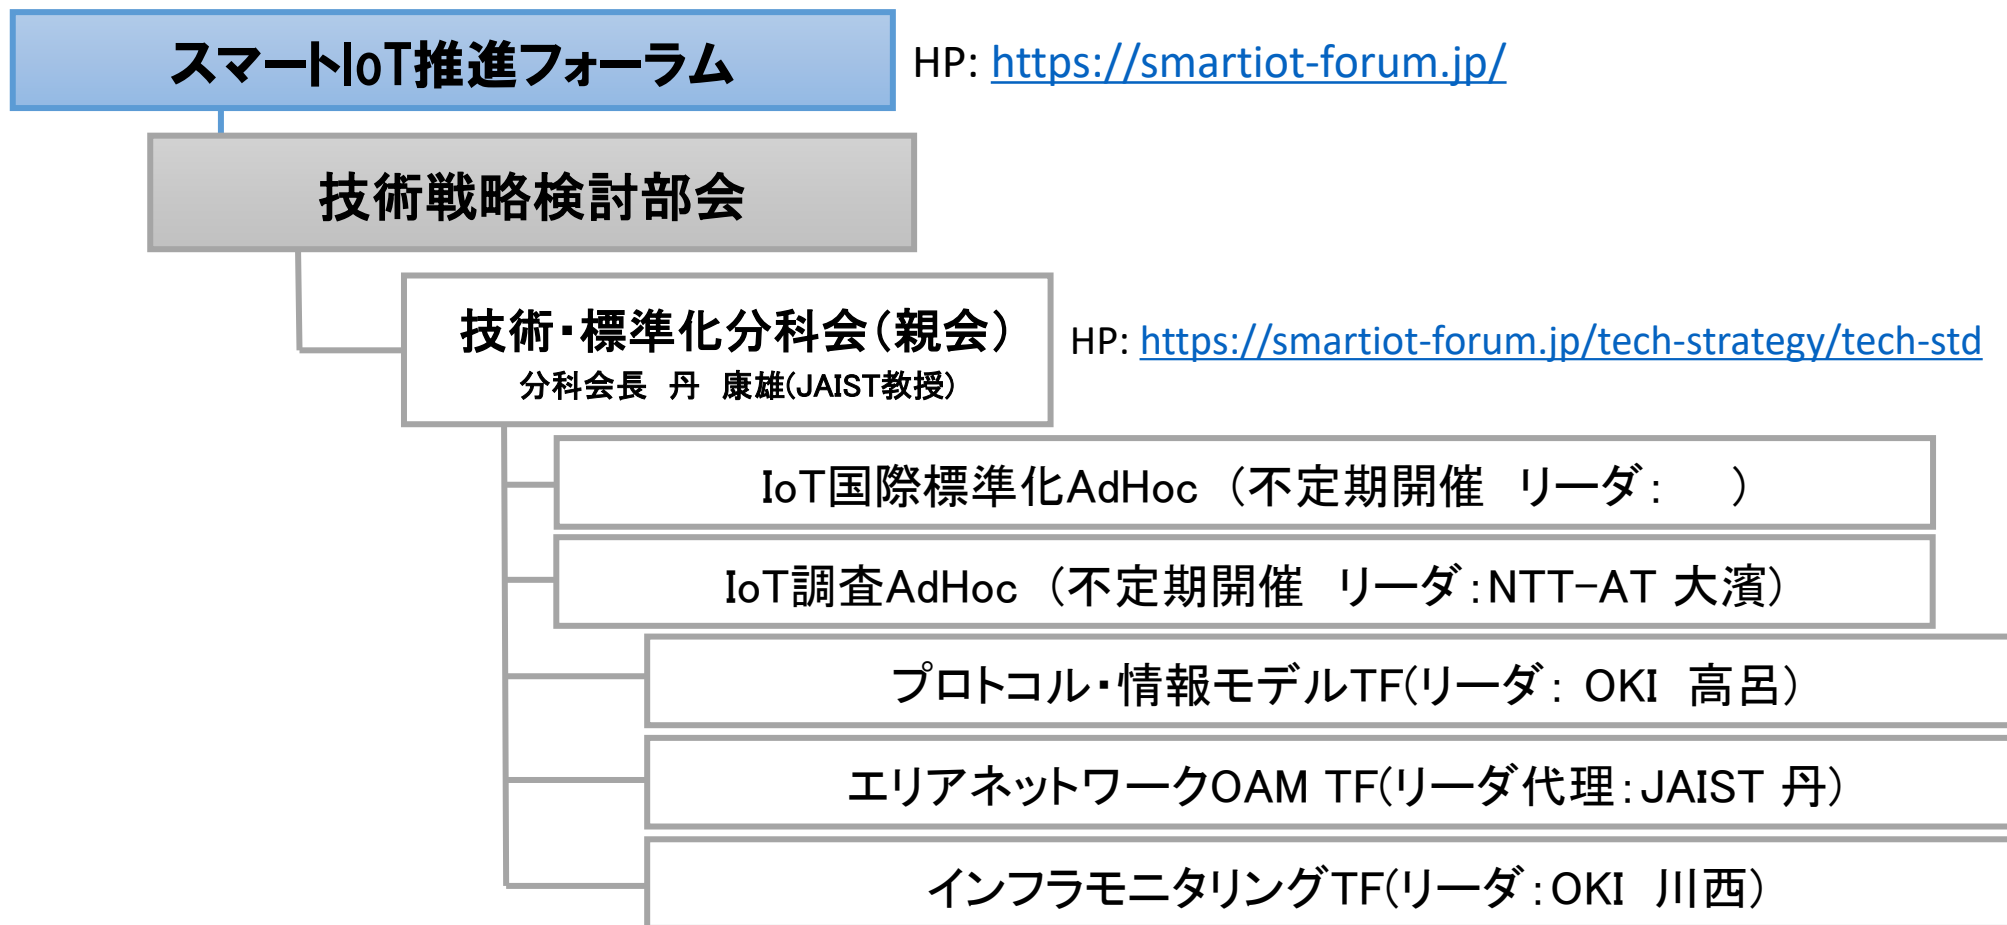 スマートIoT推進フォーラム
HP: https://smartiot-forum.jp/
技術戦略検討部会
技術・標準化分科会(親会)
分科会長　丹　康雄(JAIST教授)
HP: https://smartiot-forum.jp/tech-strategy/tech-std
IoT国際標準化AdHoc （不定期開催　リーダ：　　）
IoT調査AdHoc （不定期開催　リーダ：NTT-AT 大濱）
プロトコル・情報モデルTF(リーダ： OKI　高呂）
エリアネットワークOAM TF(リーダ代理：JAIST 丹）
インフラモニタリングTF(リーダ：OKI　川西）